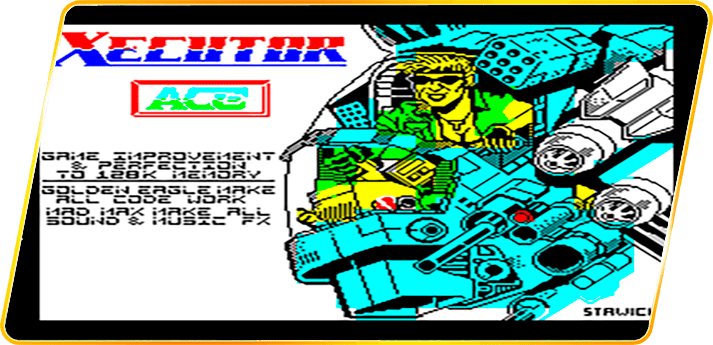 XECUTOR
ACE
GAME IMPROVEMENT
& PERFECTION
TO 128K MEMORY
GOLDEN EAGLE MAKE
ALL CODE WORK
MAD MAX MAKE ALL
SOUND & MUSIC FX